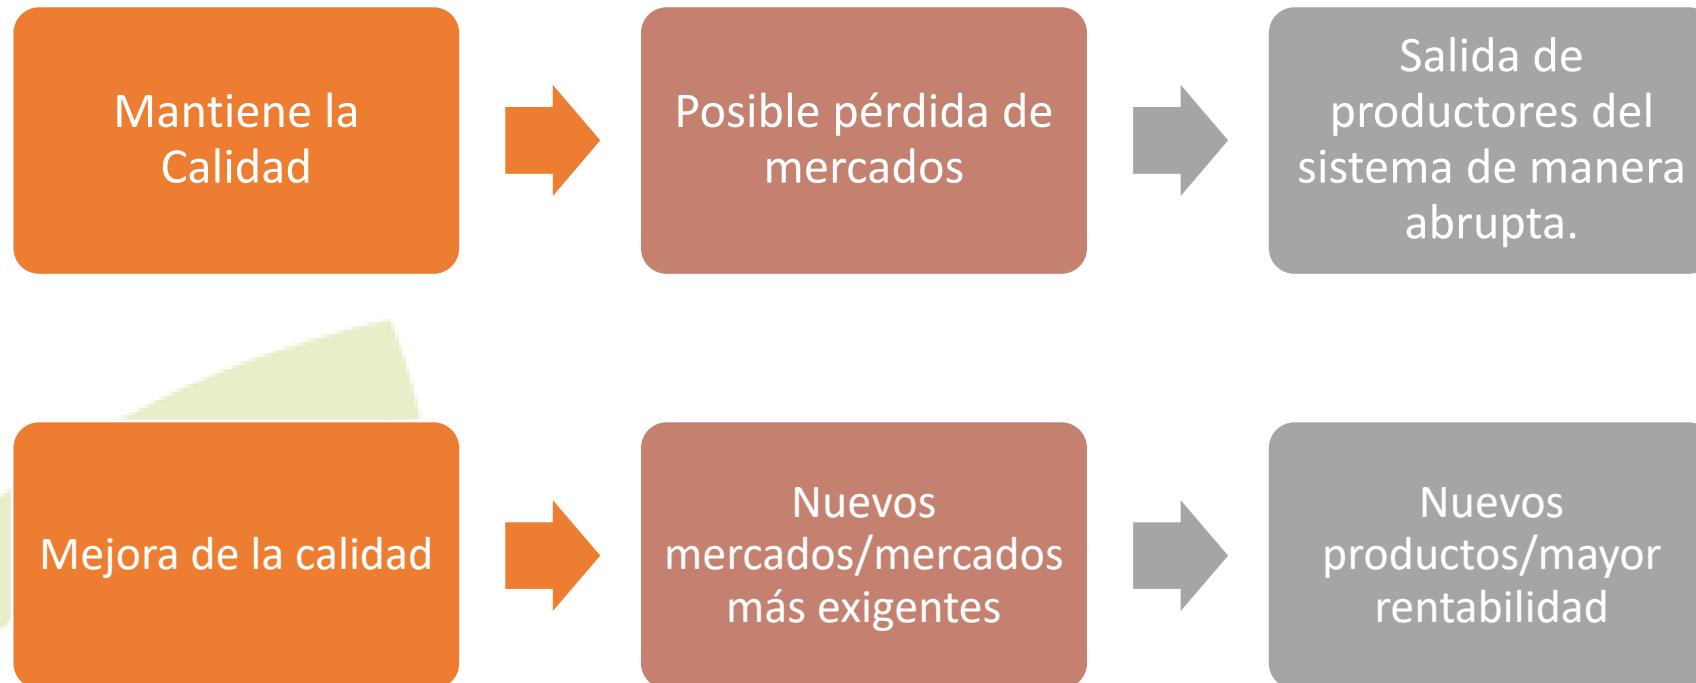 Mantiene la
Calidad
Posible pérdida de
mercados
Salida de
productores del
sistema de manera
abrupta.
Mejora de la calidad
Nuevos
mercados/mercados
más exigentes
Nuevos
productos/mayor
rentabilidad